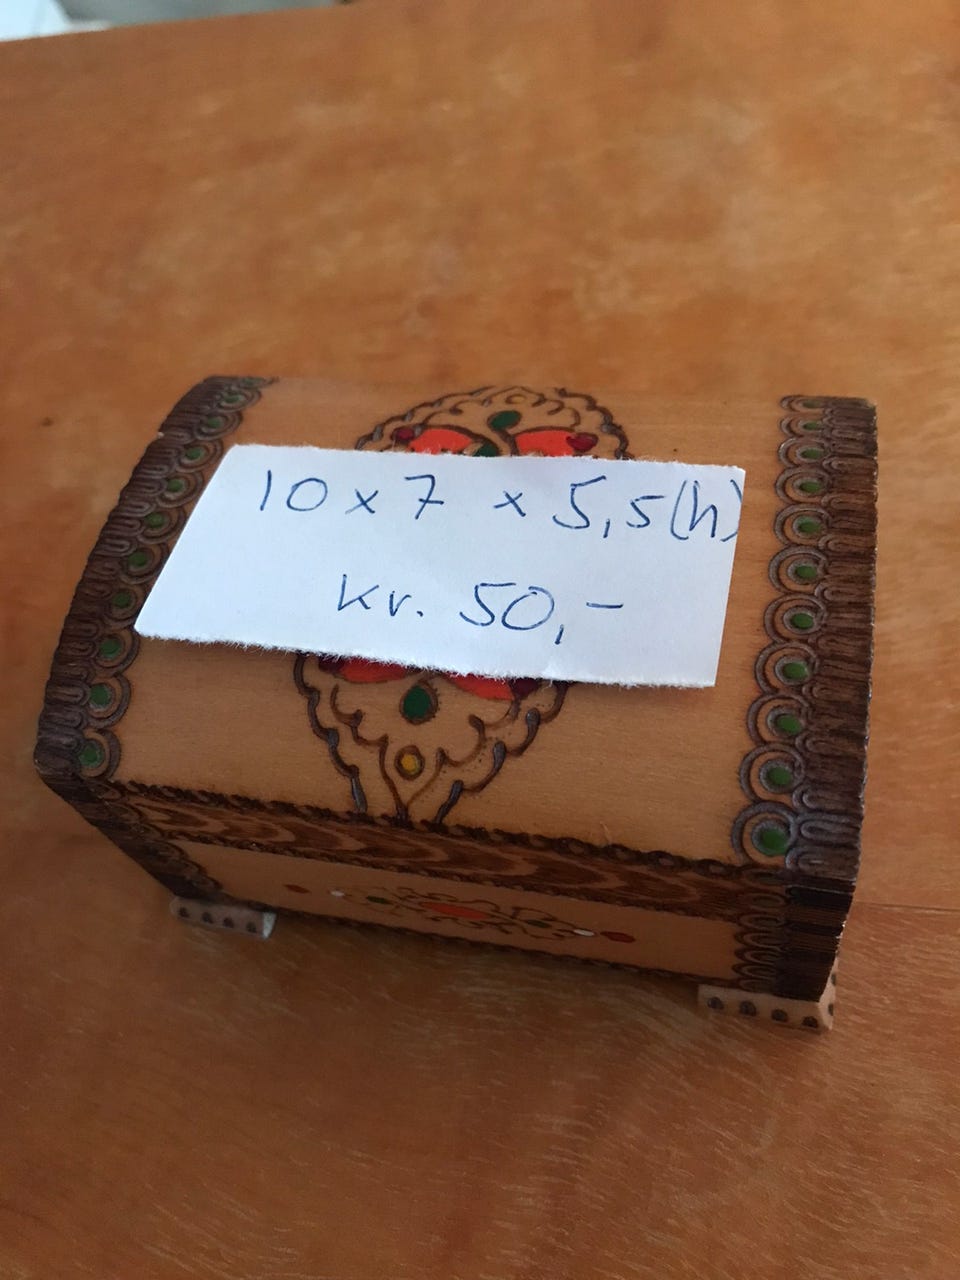 10 x 7 x 5,5 (h)
kr. 50,-